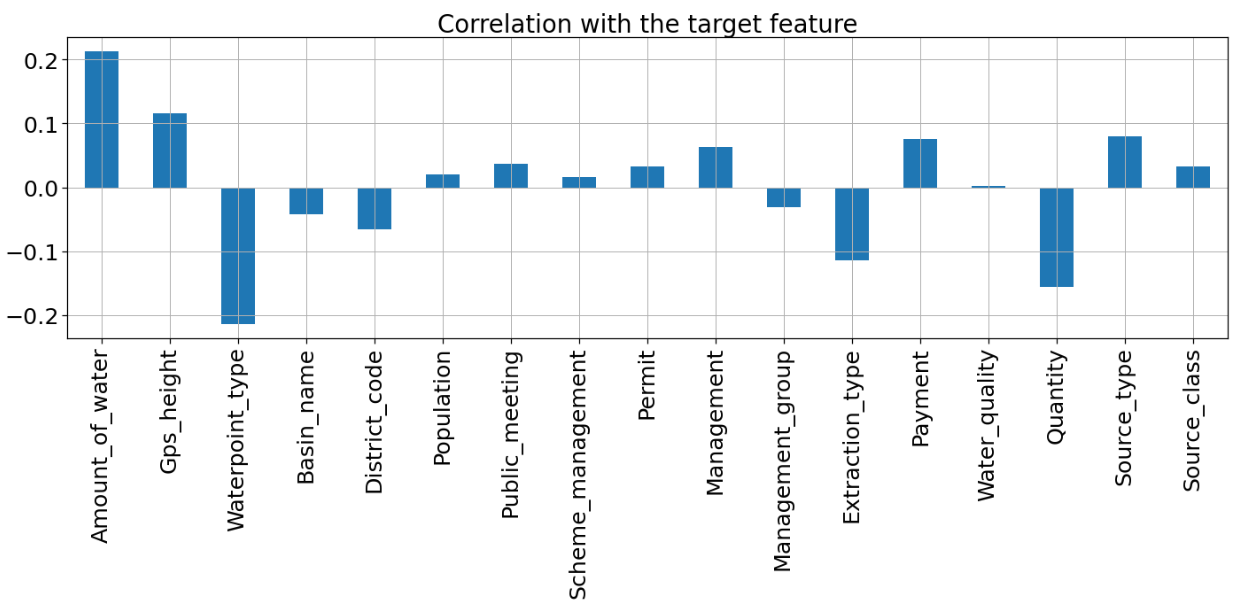 Correlation with the target feature
0.2
0.1
0.0
−0.1
−0.2
Amount_of_water
Gps_height
Waterpoint_type
Basin_name
District_code
Population
Public_meeting
Scheme_management
Permit
Management
Management_group
Extraction_type
Payment
Water_quality
Quantity
Source_type
Source_class